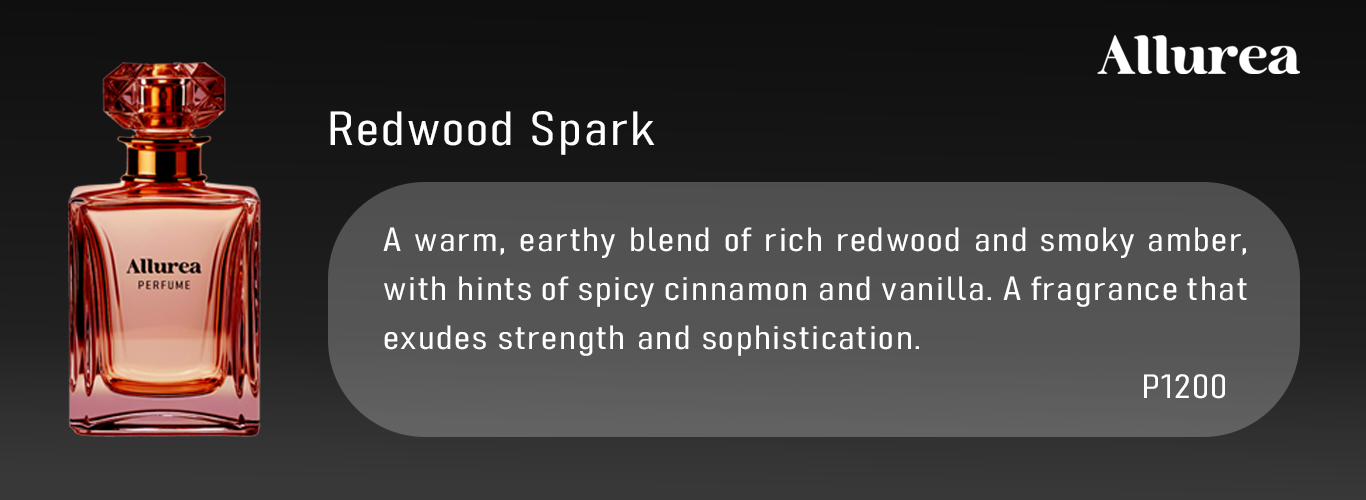 Allurea
Redwood Spark
Allurea
PERFUME
A warm, earthy blend of rich redwood and smoky amber,
with hints of spicy cinnamon and vanilla. A fragrance that
exudes strength and sophistication.
P1200